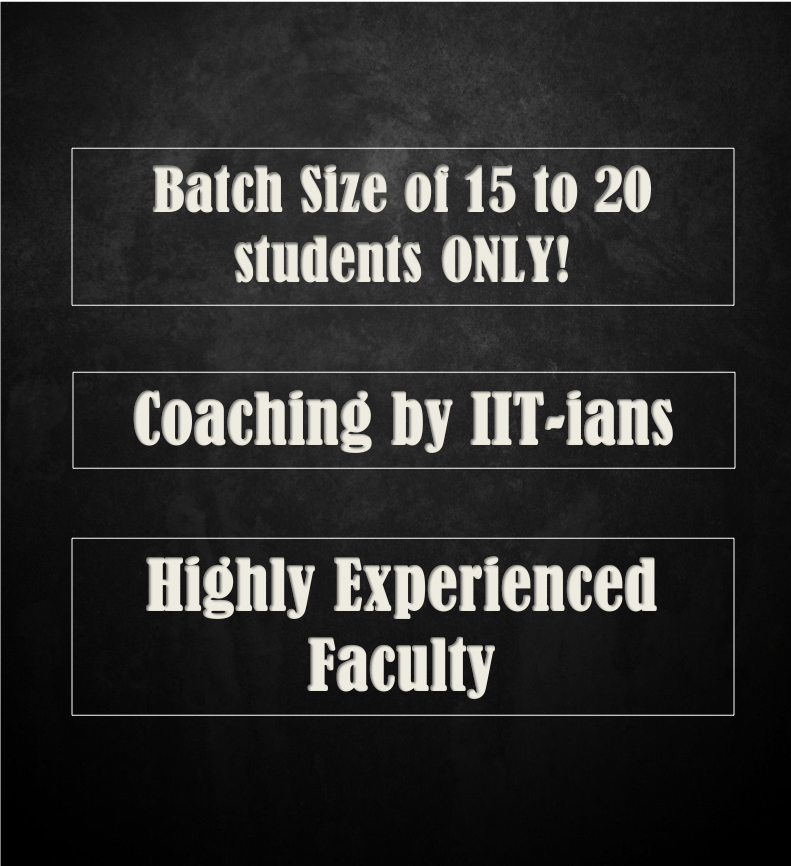 Batch Size of 15 to 20
students ONLY!
Coaching by IIT-ians
Highly Experienced
Faculty